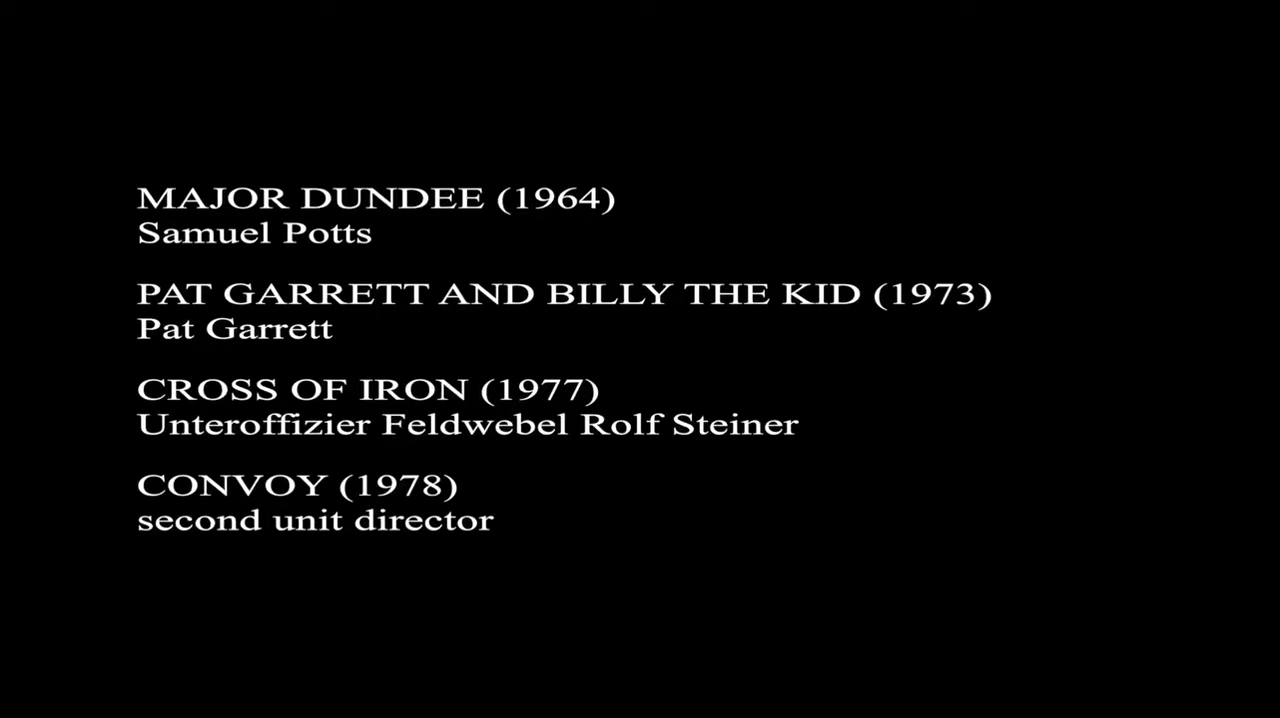 MAJOR DUNDEE (1964)
Samuel Potts
PAT GARRETT AND BILLY THE KID (1973)
Pat Garrett
CROSS OF IRON (1977)
Unteroffizier Feldwebel Rolf Steiner
CONVOY (1978)
second unit director